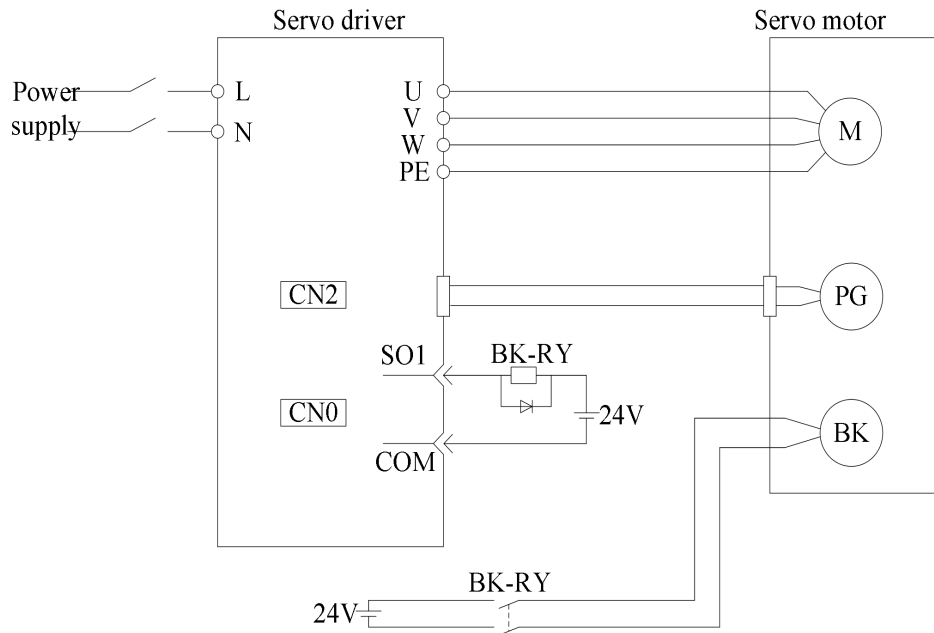 Servo driver
Servo motor
Power
supply
L
N
U
V
W
PE
M
CN2
PG
SO1
BK-RY
CN0
24V
COM
BK
BK-RY
24V